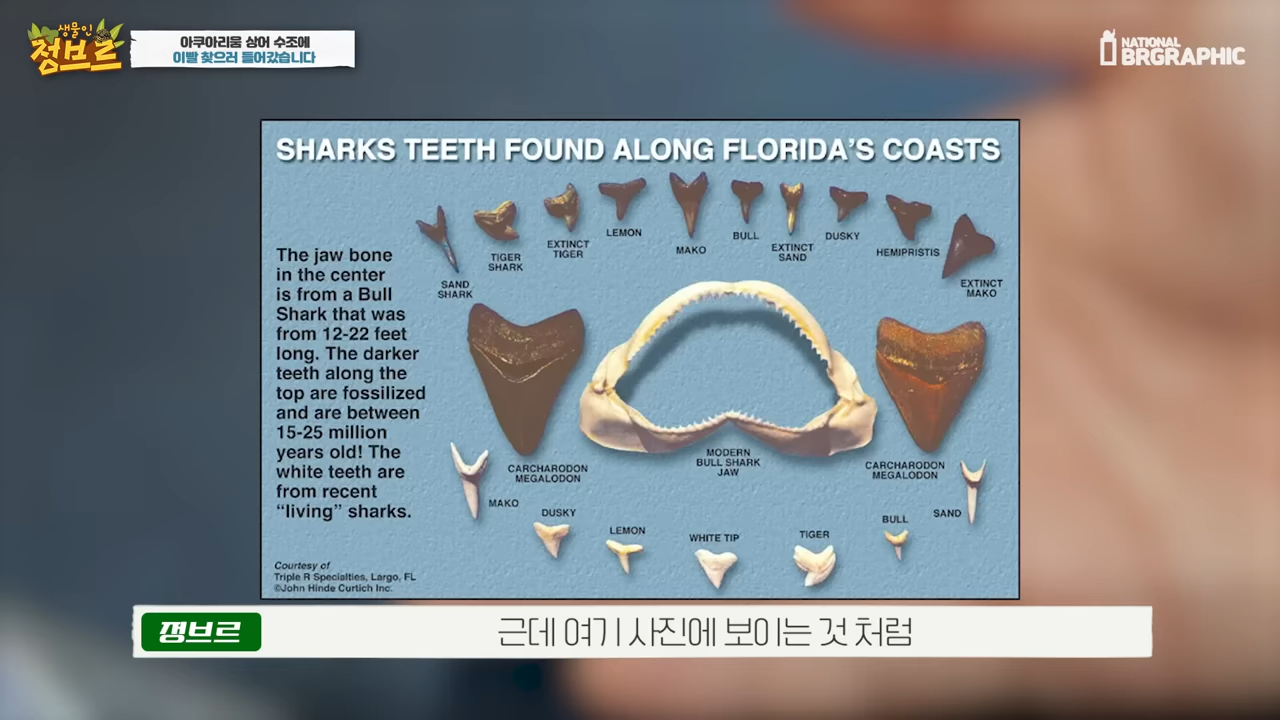 생물인
정브르
아쿠아리움 상어 수조에
이빨 찾으러 들어갔습니다
NATIONAL
BRGRAPHIC
SHARKS TEETH FOUND ALONG FLORIDA'S COASTS
The jaw bone
in the center
is from a Bull
Shark that was
from 12-22 feet
long. The darker
teeth along the
top are fossilized
and are between
15-25 million
years old! The
white teeth are
from recent
“living” sharks.
Courtesy of
Triple R Specialties, Largo, FL
©John Hinde Curtich Inc.
SAND
SHARK
TIGER
SHARK
EXTINCT
TIGER
LEMON
MAKO
BULL
EXTINCT
SAND
DUSKY
HEMIPRISTIS
EXTINCT
MAKO
CARCHARODON
MEGALODON
MODERN
BULL SHARK
JAW
CARCHARODON
MEGALODON
MAKO
DUSKY
LEMON
WHITE TIP
TIGER
BULL
SAND
쩡브르
근데 여기 사진에 보이는 것 처럼